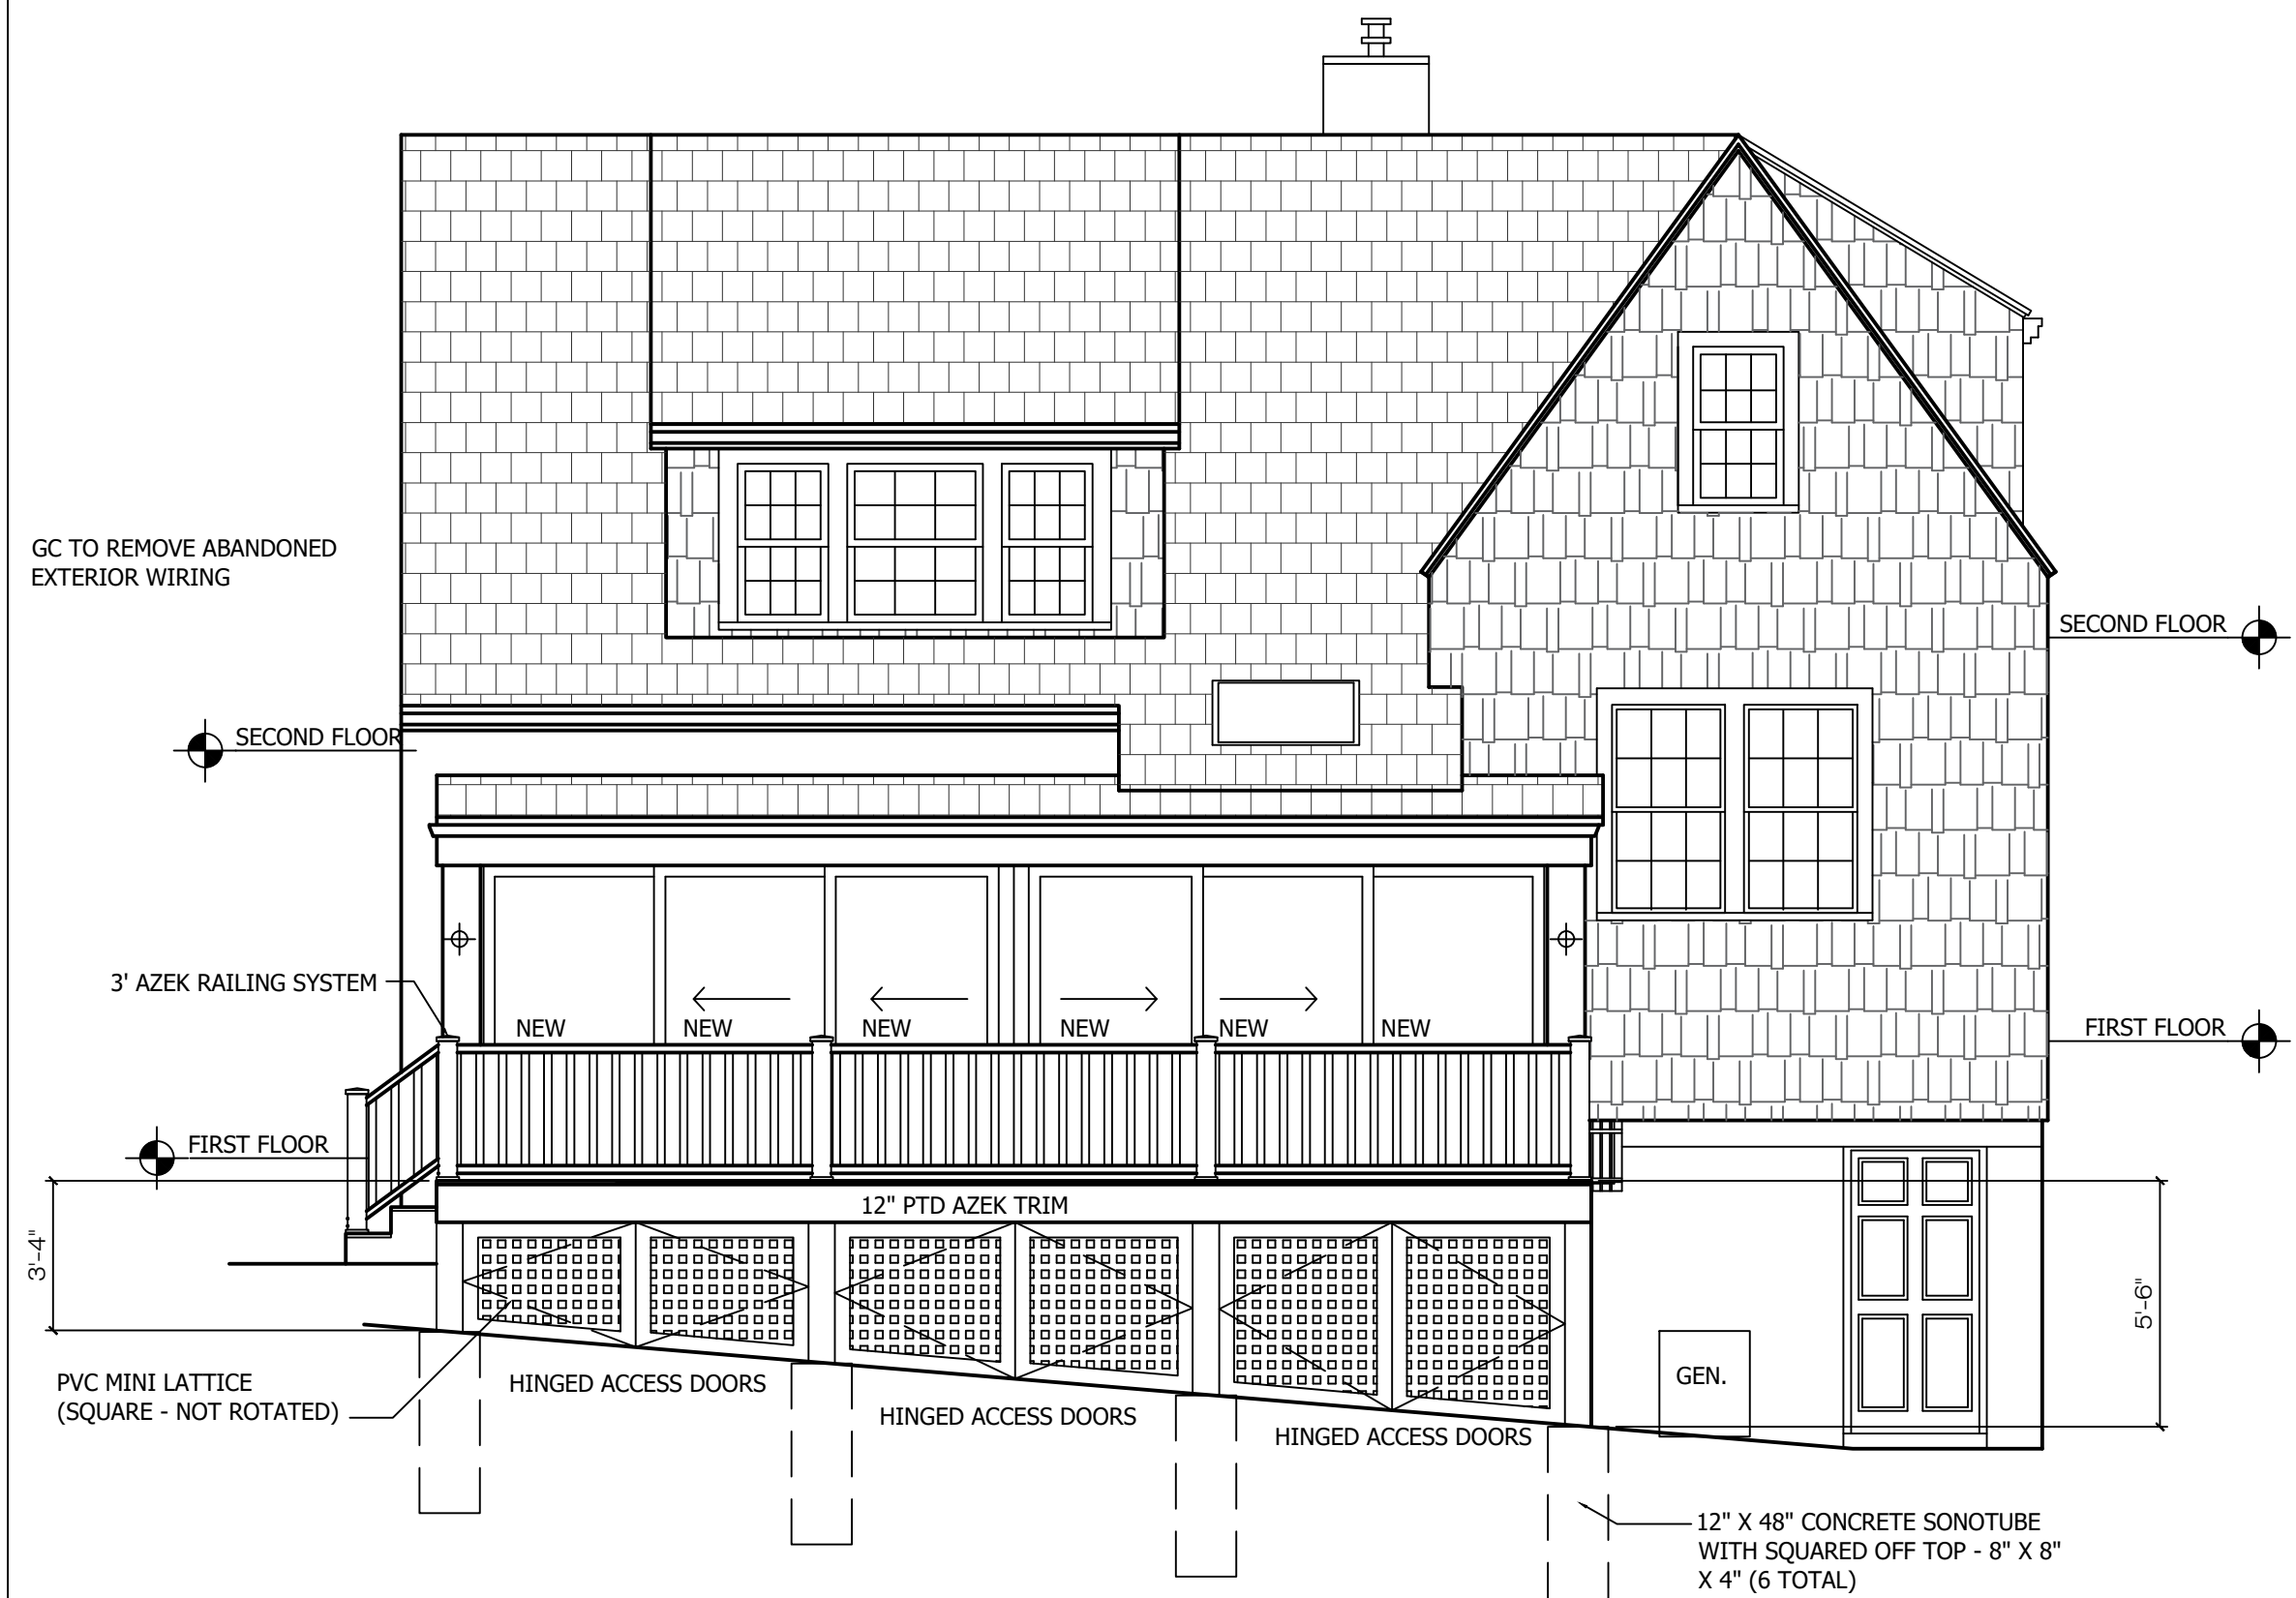 GC TO REMOVE ABANDONED
EXTERIOR WIRING
SECOND FLOOR
SECOND FLOOR
3' AZEK RAILING SYSTEM
NEW
NEW
NEW
NEW
NEW
NEW
FIRST FLOOR
FIRST FLOOR
12" PTD AZEK TRIM
3'-4"
5'-6"
PVC MINI LATTICE
(SQUARE - NOT ROTATED)
HINGED ACCESS DOORS
HINGED ACCESS DOORS
HINGED ACCESS DOORS
GEN.
12" X 48" CONCRETE SONOTUBE
WITH SQUARED OFF TOP - 8" X 8"
X 4" (6 TOTAL)